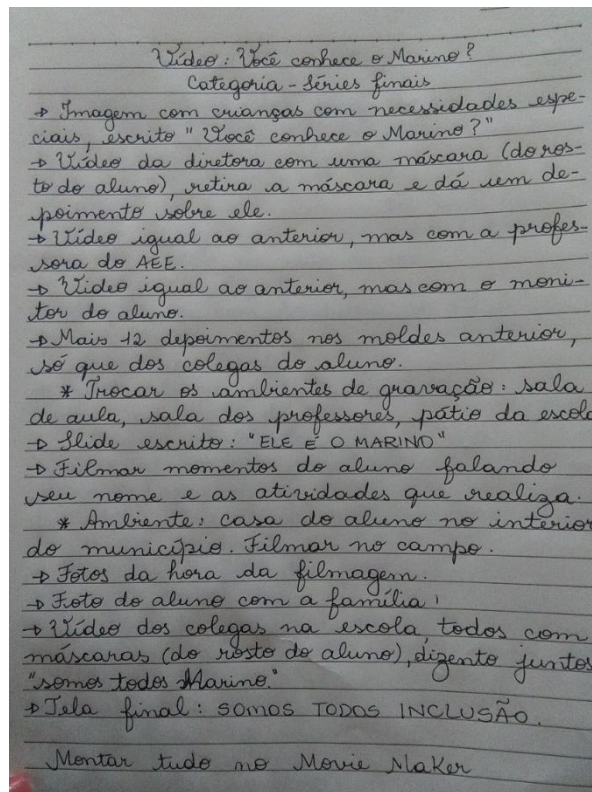 Vídeo: Você conhece o Marino?
Categoria - Séries finais
→ Imagem com crianças com necessidades espe-
ciais, escrito "Você conhece o Marino?"
→ Vídeo da diretora com uma máscara (do ros-
to do aluno), retira a máscara e dá um de-
poimento sobre ele.
→ Vídeo igual ao anterior, mas com a profes-
sora do AEE.
→ Vídeo igual ao anterior, mas com o moni-
tor do aluno.
→ Mais 12 depoimentos nos moldes anterior,
só que dos colegas do aluno.
* Trocar os ambientes de gravação: sala
de aula, sala dos professores, pátio da escola
→ Slide escrito: "ELE É O MARINO"
→ Filmar momentos do aluno falando
seu nome e as atividades que realiza.
* Ambiente: casa do aluno no interior
do município. Filmar no campo.
→ Fotos da hora da filmagem.
→ Foto do aluno com a família!
→ Vídeo dos colegas na escola, todos com
máscaras (do rosto do aluno), dizento juntos
"somos todos Marino."
→ Tela final: SOMOS TODOS INCLUSÃO.
Montar tudo no Movie Maker